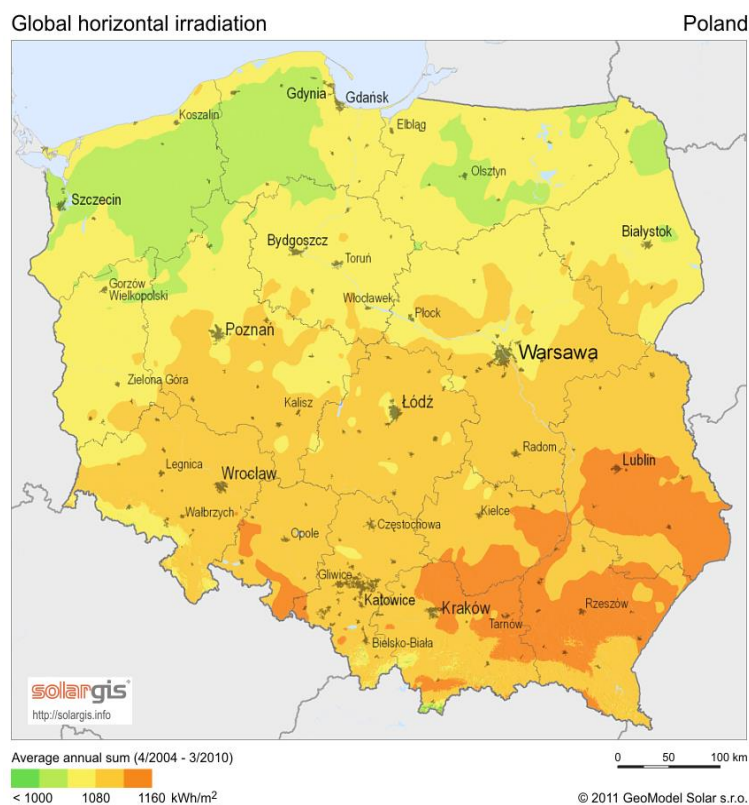 Global horizontal irradiation
Poland
Gdynia
Gdańsk
Koszalin
Elbląg
Olsztyn
Szczecin
Białystok
Bydgoszcz
Toruń
Gorzów
Wielkopolski
Włocławek
Płock
Poznań
Warsawa
Zielona Góra
Kalisz
Łódź
Radom
Lublin
Legnica
Wrocław
Wałbrzych
Opole
Częstochowa
Kielce
Gliwice
Katowice
Kraków
Tarnów
Rzeszów
Bielsko-Biała
solargis
http://solargis.info
Average annual sum (4/2004 - 3/2010)
0 50 100 km
< 1000 1080 1160 kWh/m²
© 2011 GeoModel Solar s.r.o.